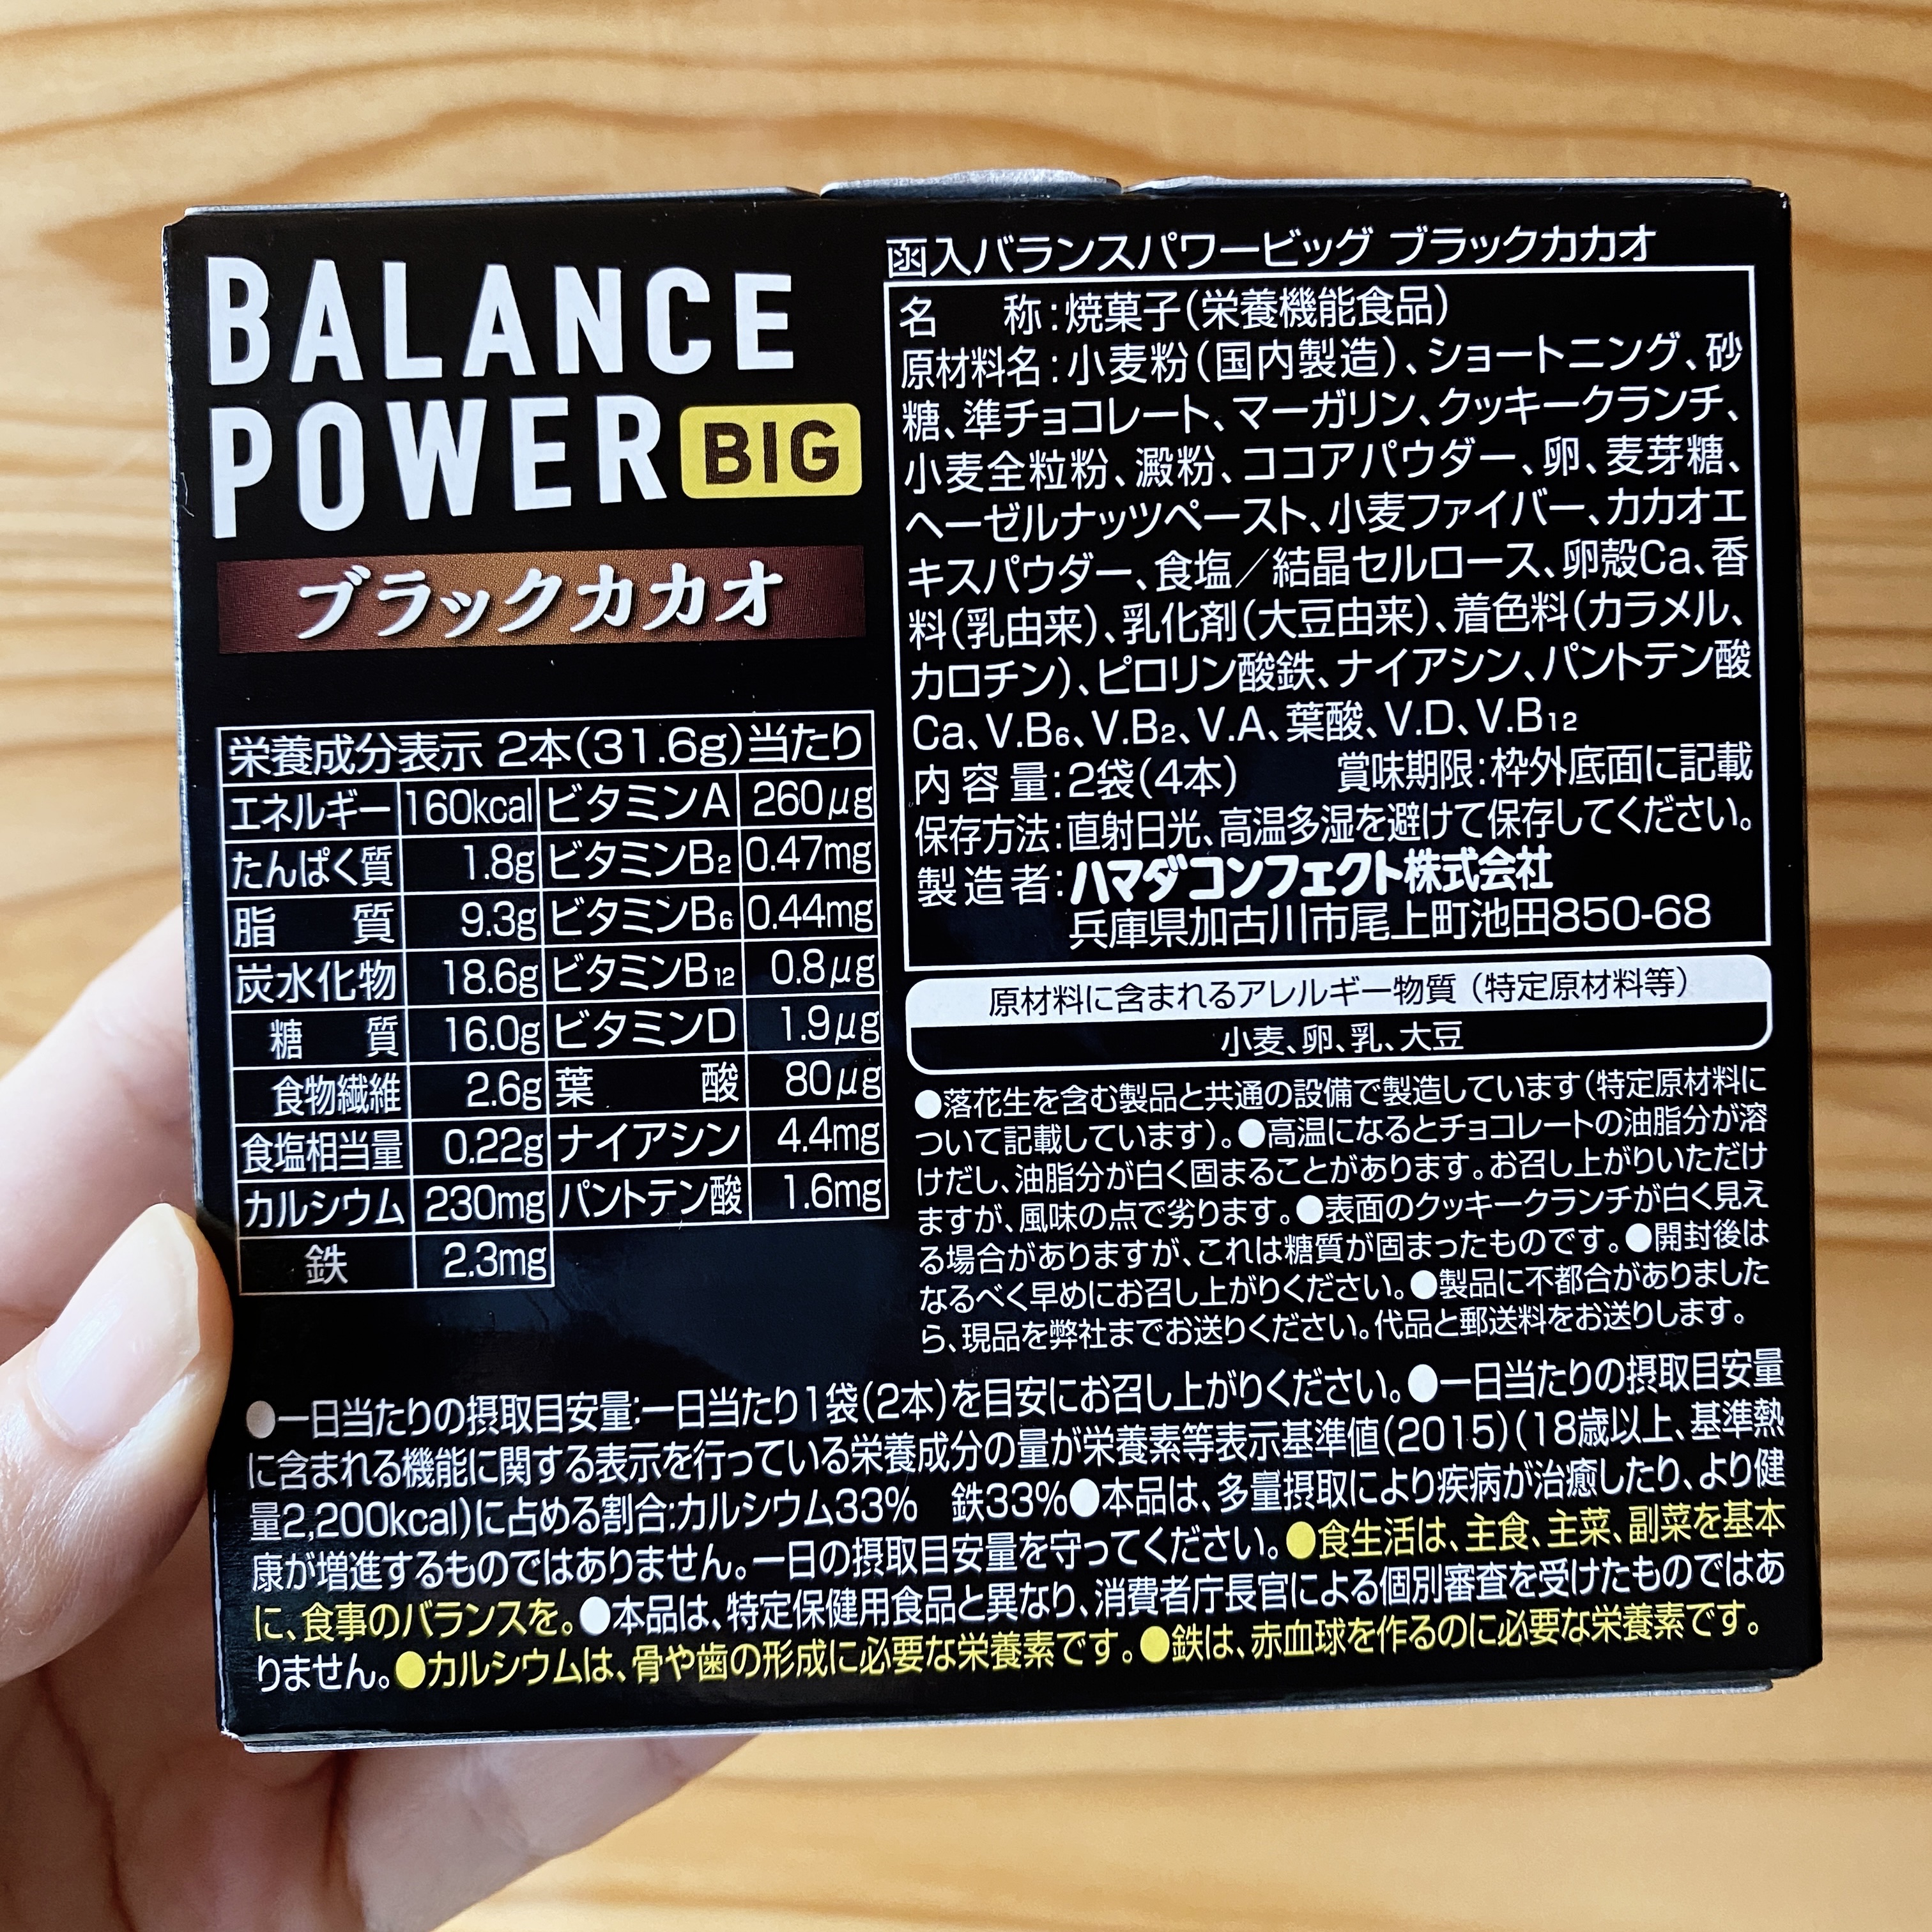 BALANCE
POWER BIG
ブラックカカオ
栄養成分表示 2本(31.6g)当たり
エネルギー 160kcal ビタミンA 260μg
たんぱく質 1.8g ビタミンB2 0.47mg
脂質 9.3g ビタミンB6 0.44mg
炭水化物 18.6g ビタミンB12 0.8μg
糖質 16.0g ビタミンD 1.9μg
食物繊維 2.6g 葉酸 80μg
食塩相当量 0.22g ナイアシン 4.4mg
カルシウム 230mg パントテン酸 1.6mg
鉄 2.3mg
函入バランスパワービッグ ブラックカカオ
名称:焼菓子(栄養機能食品)
原材料名:小麦粉(国内製造)、ショートニング、砂
糖、準チョコレート、マーガリン、クッキークランチ、
小麦全粒粉、澱粉、ココアパウダー、卵、麦芽糖、
ヘーゼルナッツペースト、小麦ファイバー、カカオエ
キスパウダー、食塩/結晶セルロース、卵殻Ca、香
料(乳由来)、乳化剤(大豆由来)、着色料(カラメル、
カロチン)、ピロリン酸鉄、ナイアシン、パントテン酸
Ca、V.B6、V.B2、V.A、葉酸、V.D、V.B12
内容量:2袋(4本) 賞味期限:枠外底面に記載
保存方法:直射日光、高温多湿を避けて保存してください。
製造者:ハマダコンフェクト株式会社
兵庫県加古川市尾上町池田850-68
原材料に含まれるアレルギー物質(特定原材料等)
小麦、卵、乳、大豆
●落花生を含む製品と共通の設備で製造しています(特定原材料に
ついて記載しています)。●高温になるとチョコレートの油脂分が溶
けだし、油脂分が白く固まることがあります。お召し上がりいただけ
ますが、風味の点で劣ります。●表面のクッキークランチが白く見え
る場合がありますが、これは糖質が固まったものです。●開封後は
なるべく早めにお召し上がりください。●製品に不都合がありました
ら、現品を弊社までお送りください。代品と郵送料をお送りします。
●一日当たりの摂取目安量:一日当たり1袋(2本)を目安にお召し上がりください。●一日当たりの摂取目安量
に含まれる機能に関する表示を行っている栄養成分の量が栄養素等表示基準値(2015)(18歳以上、基準熱
量2,200kcal)に占める割合:カルシウム33% 鉄33%●本品は、多量摂取により疾病が治癒したり、より健
康が増進するものではありません。一日の摂取目安量を守ってください。●食生活は、主食、主菜、副菜を基本
に、食事のバランスを。●本品は、特定保健用食品と異なり、消費者庁長官による個別審査を受けたものではあ
りません。●カルシウムは、骨や歯の形成に必要な栄養素です。●鉄は、赤血球を作るのに必要な栄養素です。